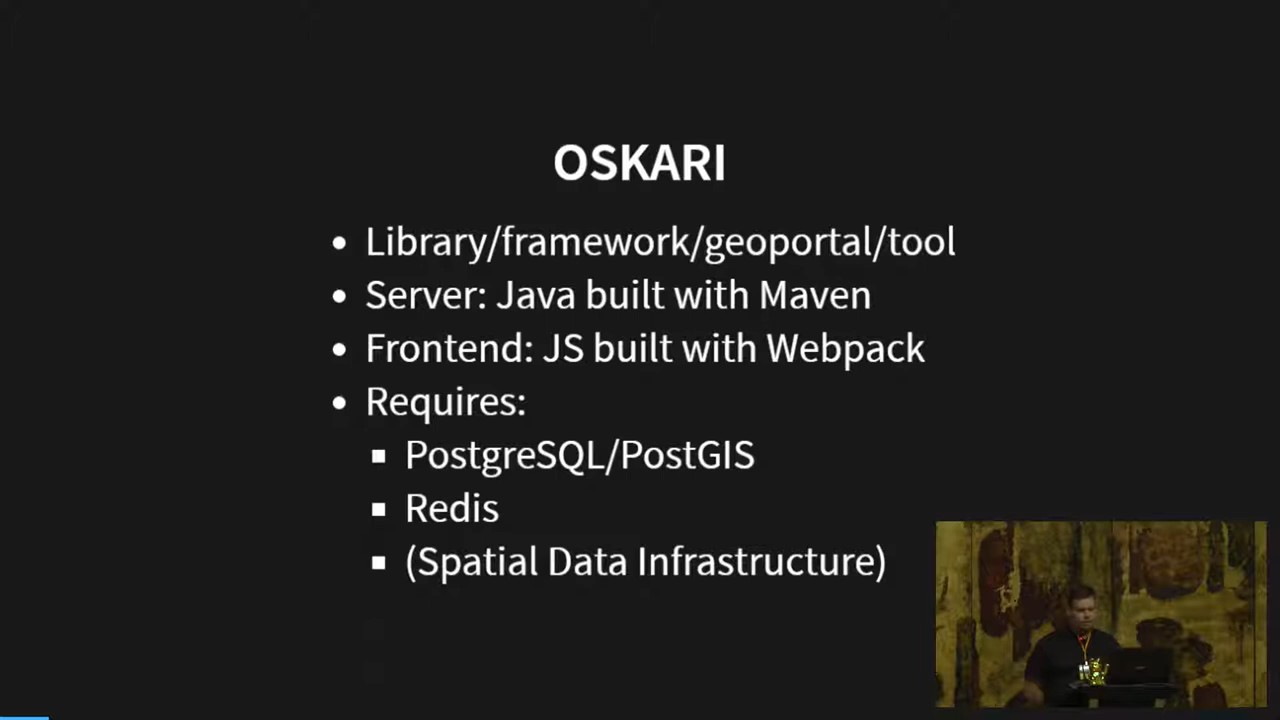 OSKARI
• Library/framework/geoportal/tool
• Server: Java built with Maven
• Frontend: JS built with Webpack
• Requires:
▪ PostgreSQL/PostGIS
▪ Redis
▪ (Spatial Data Infrastructure)